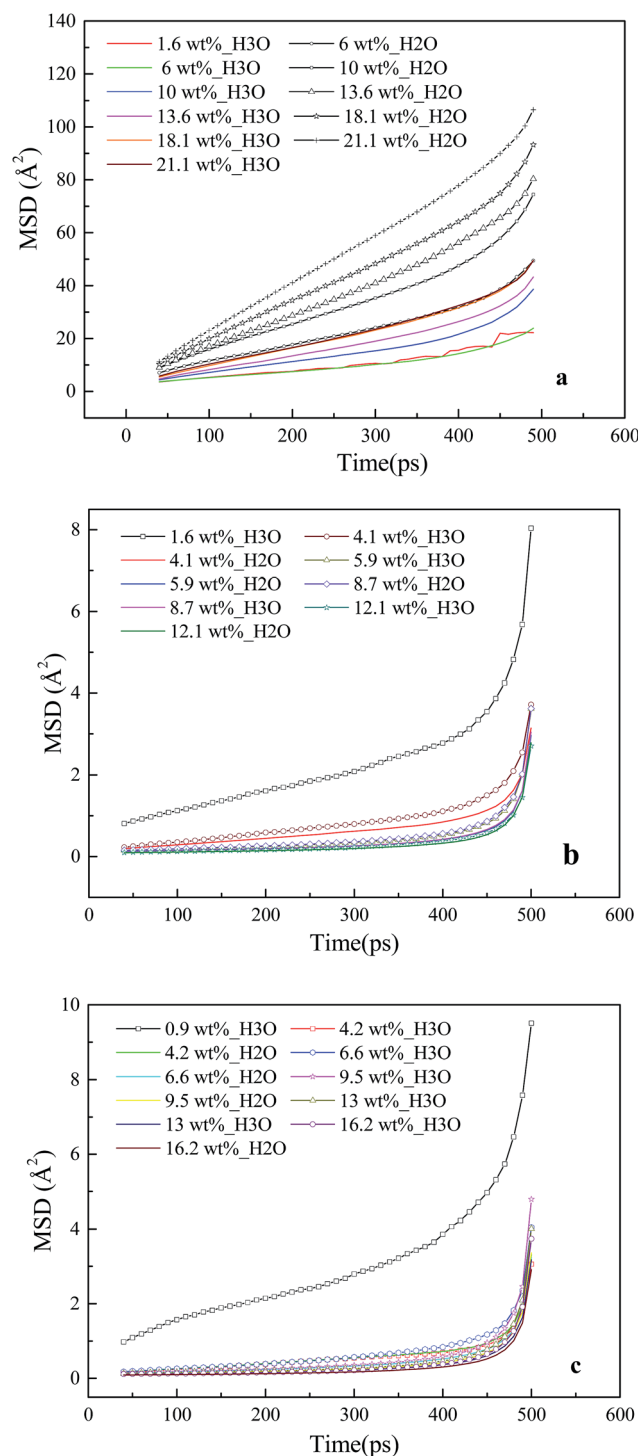 140
120
100
80
60
40
20
0
MSD (Å²)
1.6 wt%_H3O
6 wt%_H2O
6 wt%_H3O
10 wt%_H2O
10 wt%_H3O
13.6 wt%_H2O
13.6 wt%_H3O
18.1 wt%_H2O
18.1 wt%_H3O
21.1 wt%_H2O
21.1 wt%_H3O
a
0 100 200 300 400 500 600
Time(ps)
8
6
4
2
0
MSD (Å²)
1.6 wt%_H3O
4.1 wt%_H3O
4.1 wt%_H2O
5.9 wt%_H3O
5.9 wt%_H2O
8.7 wt%_H2O
8.7 wt%_H3O
12.1 wt%_H3O
12.1 wt%_H2O
b
0 100 200 300 400 500 600
Time(ps)
10
8
6
4
2
0
MSD (Å²)
0.9 wt%_H3O
4.2 wt%_H3O
4.2 wt%_H2O
6.6 wt%_H3O
6.6 wt%_H2O
9.5 wt%_H3O
9.5 wt%_H2O
13 wt%_H3O
13 wt%_H3O
16.2 wt%_H3O
16.2 wt%_H2O
c
0 100 200 300 400 500 600
Time(ps)